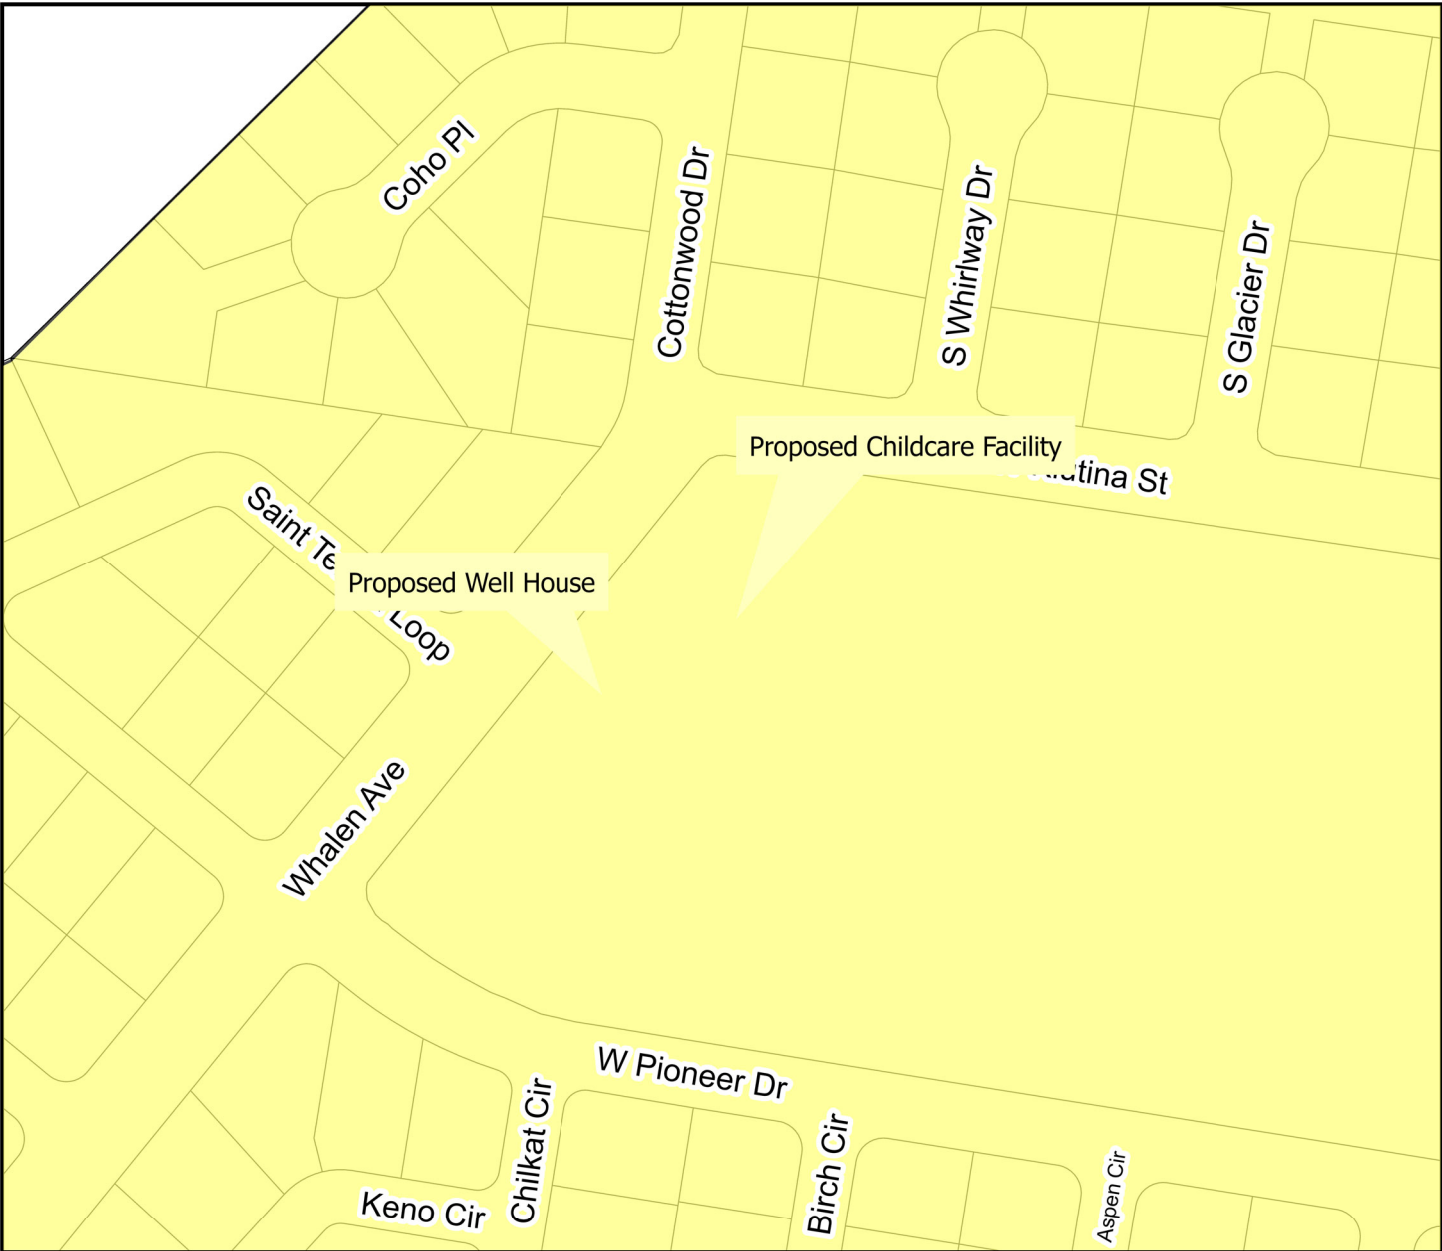 Coho Pl
Cottonwood Dr
S Whirlway Dr
S Glacier Dr
Proposed Childcare Facility
St
Saint
Loop
Proposed Well House
Whalen Ave
W Pioneer Dr
Chilkat Cir
Birch Cir
Aspen Cir
Keno Cir